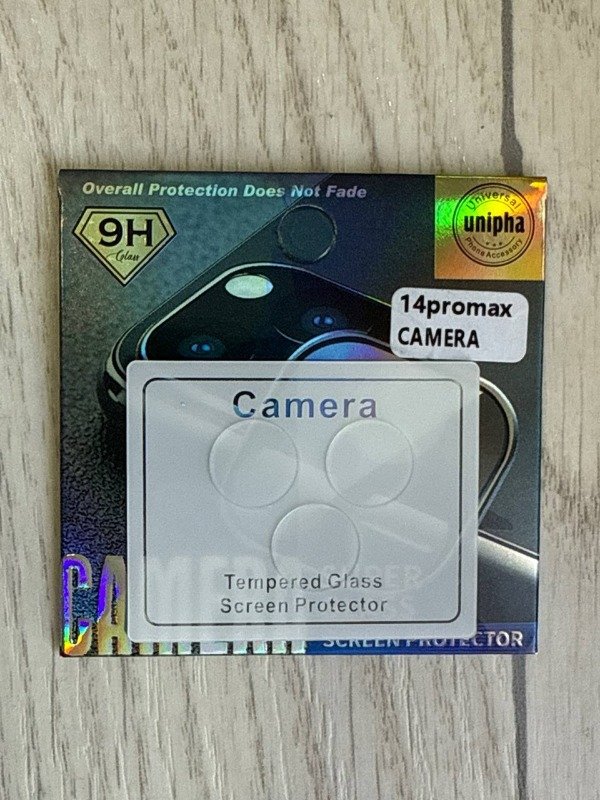 Overall Protection Does Not Fade
9H
Glass
Universal
unipha
Phone Accessory
14promax
CAMERA
Camera
Tempered Glass
Screen Protector
SCREEN PROTECTOR